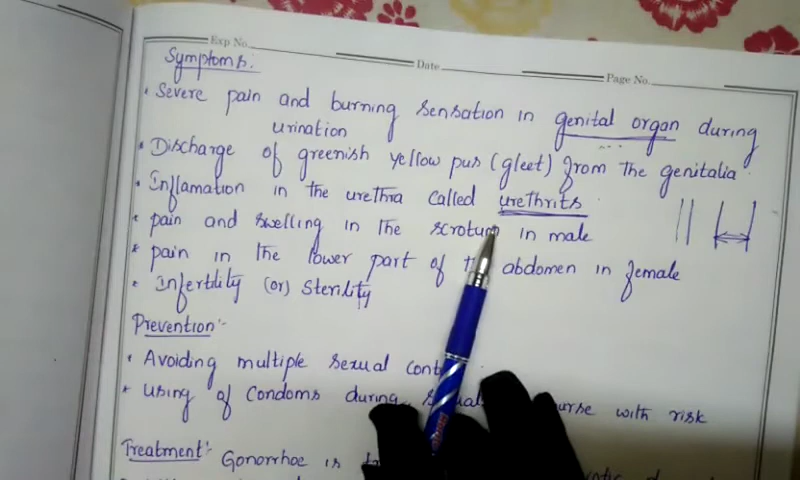 Exp No.
Date
Page No.
Symptoms.
• Severe pain and burning sensation in genital organ during
urination
• Discharge of greenish yellow pus (gleet) from the genitalia
• Inflamation in the urethra called urethrits
* pain and swelling in the scrotum in male
* pain in the lower part of abdomen in female
• Infertlity (or) Sterility
Prevention:-
• Avoiding multiple sexual
* using of Condoms during with risk
Treatment:- Gonorrhoe is